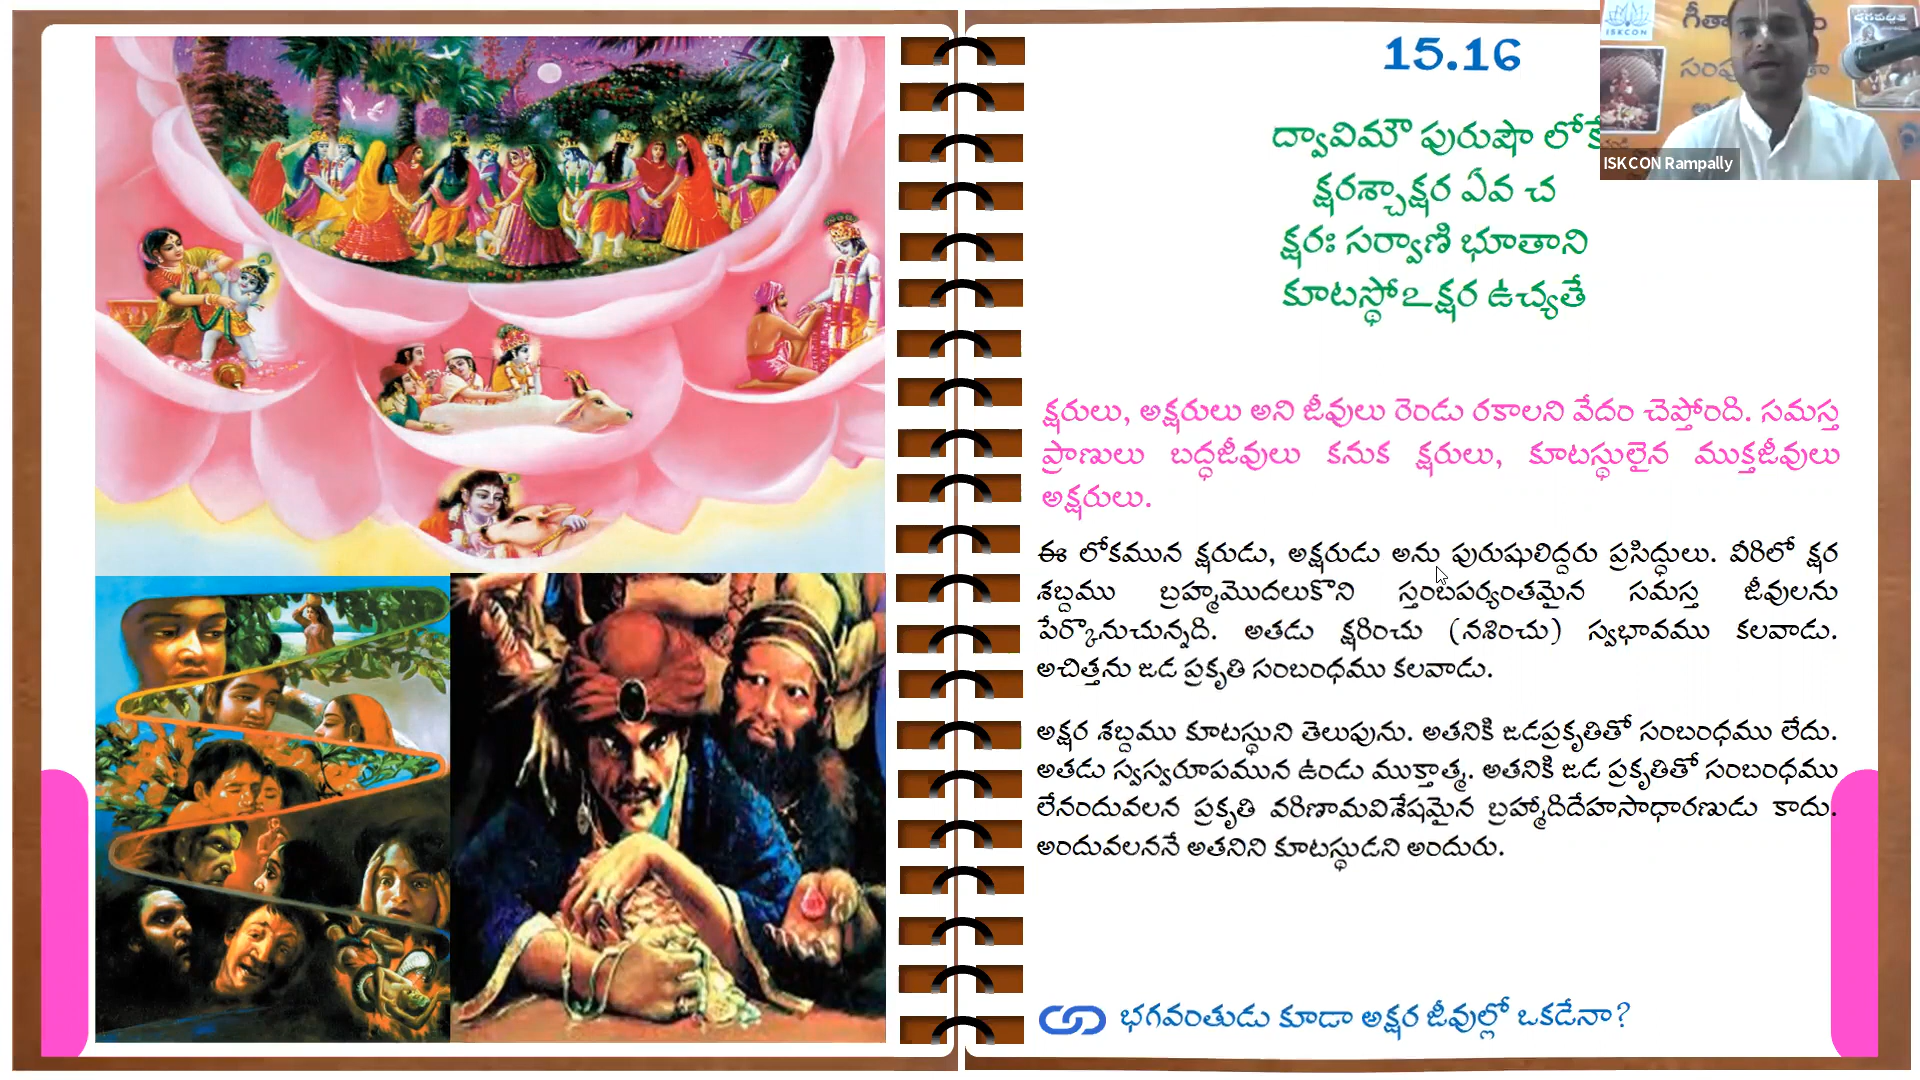 15.16
ద్వావిమౌ పురుషౌ లోకే
క్షరశ్చాక్షర ఏవ చ
క్షరః సర్వాణి భూతాని
కూటస్థోఽక్షర ఉచ్యతే
క్షరులు, అక్షరులు అని జీవులు రెండు రకాలని వేదం చెప్తోంది. సమస్త
ప్రాణులు బద్ధజీవులు కనుక క్షరులు, కూటస్థులైన ముక్తజీవులు
అక్షరులు.
ఈ లోకమున క్షరుడు, అక్షరుడు అను పురుషులిద్దరు ప్రసిద్ధులు. వీరిలో క్షర
శబ్దము బ్రహ్మమొదలుకొని స్తంబపర్యంతమైన సమస్త జీవులను
పేర్కొనుచున్నది. అతడు క్షరించు (నశించు) స్వభావము కలవాడు.
అచిత్తను జడ ప్రకృతి సంబంధము కలవాడు.
అక్షర శబ్దము కూటస్థుని తెలుపును. అతనికి జడప్రకృతితో సంబంధము లేదు.
అతడు స్వస్వరూపమున ఉండు ముక్తాత్మ. అతనికి జడ ప్రకృతితో సంబంధము
లేనందువలన ప్రకృతి వరిణామవిశేషమైన బ్రహ్మాదిదేహసాధారణుడు కాదు.
అందువలననే అతనిని కూటస్థుడని అందురు.
భగవంతుడు కూడా అక్షర జీవుల్లో ఒకడేనా?
ISKCON
ISKCON Rampally